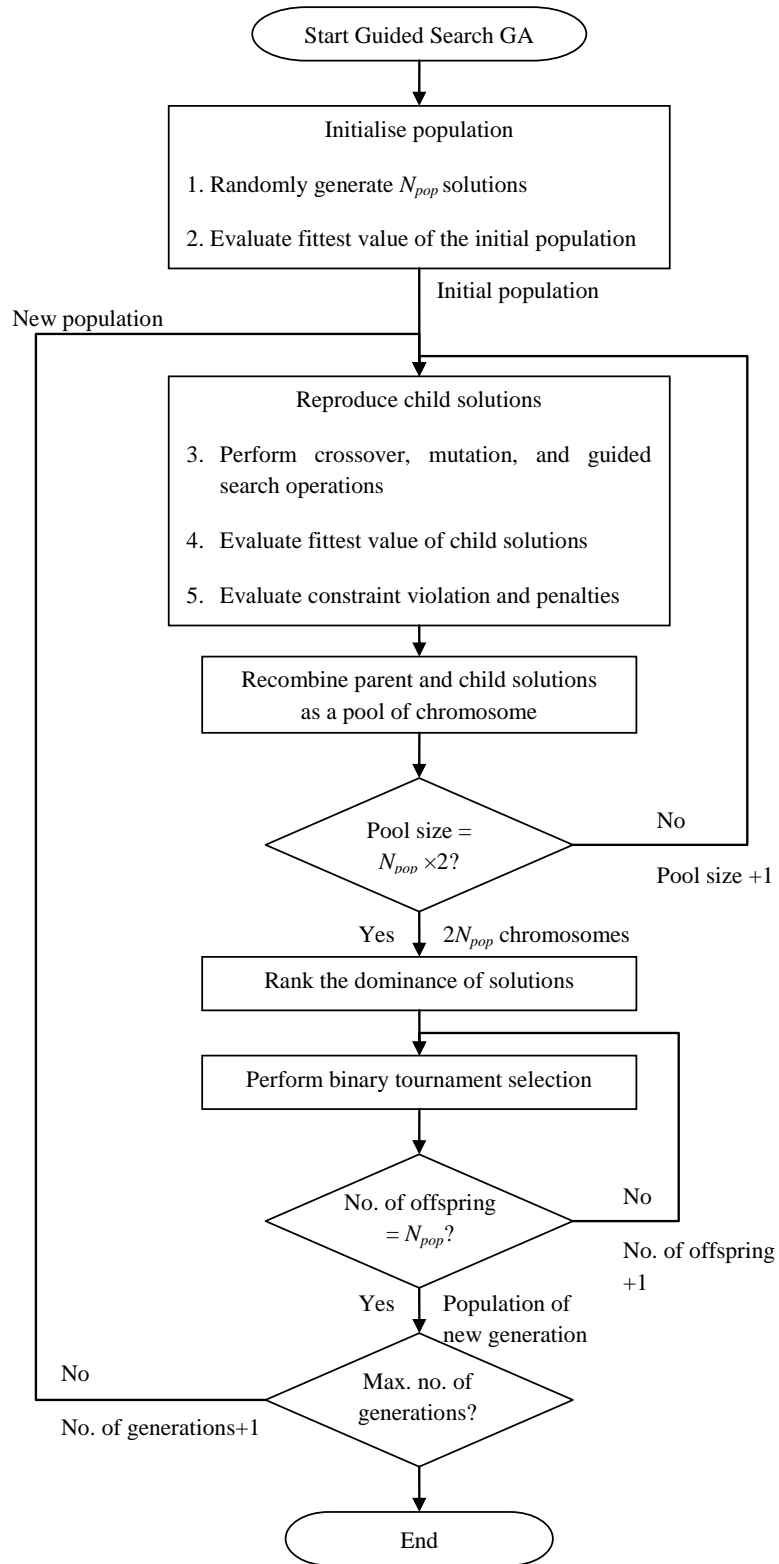 Start Guided Search GA
Initialise population
1. Randomly generate Npop solutions
2. Evaluate fittest value of the initial population
Initial population
New population
Reproduce child solutions
3. Perform crossover, mutation, and guided
search operations
4. Evaluate fittest value of child solutions
5. Evaluate constraint violation and penalties
Recombine parent and child solutions
as a pool of chromosome
Pool size =
Npop ×2?
No
Pool size +1
Yes
2Npop chromosomes
Rank the dominance of solutions
Perform binary tournament selection
No. of offspring
= Npop?
No
No. of offspring
+1
Yes
Population of
new generation
Max. no. of
generations?
No
No. of generations+1
End